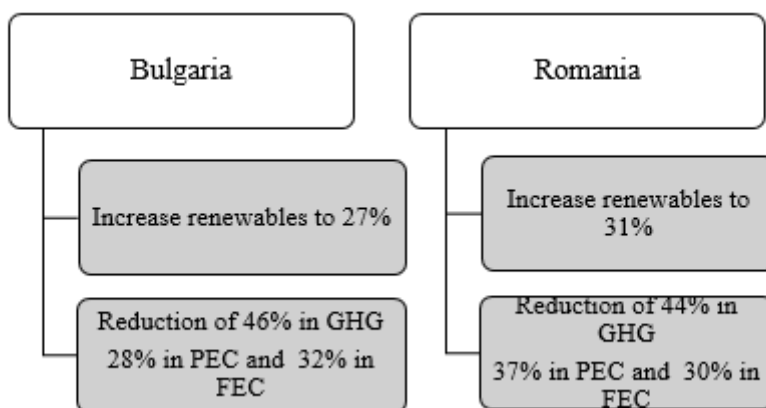 Bulgaria
Increase renewables to 27%
Reduction of 46% in GHG
28% in PEC and 32% in
FEC
Romania
Increase renewables to
31%
Reduction of 44% in
GHG
37% in PEC and 30% in
FEC